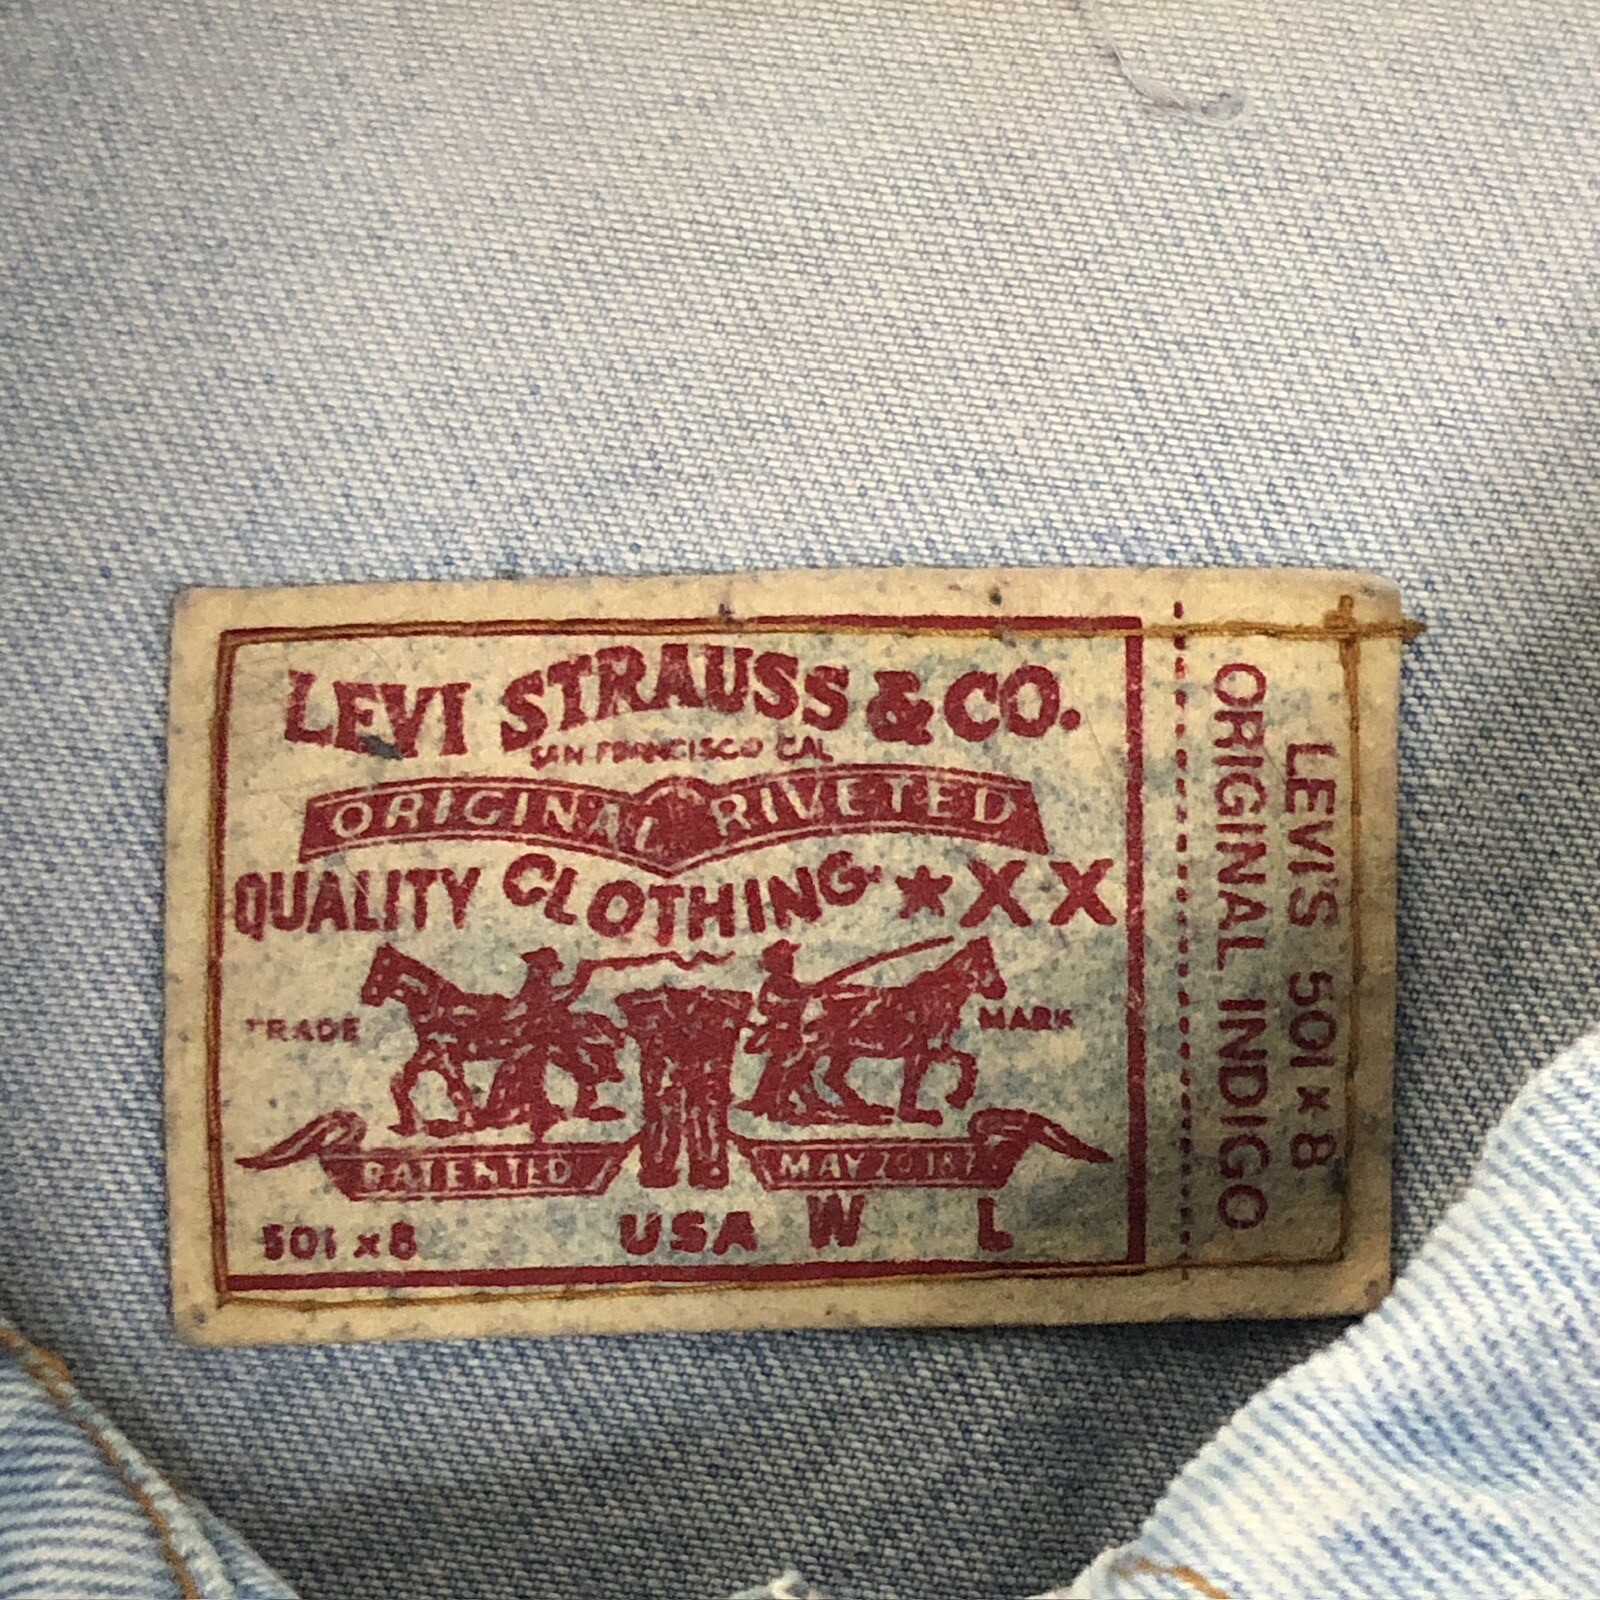 LEVI STRAUSS & CO.
SAN FRANCISCO CAL
ORIGINAL RIVETED
QUALITY CLOTHING ★ XX
TRADE MARK
PATENTED MAY 20 187
501 x 8 USA W L
LEVI'S 501 x 8
ORIGINAL INDIGO